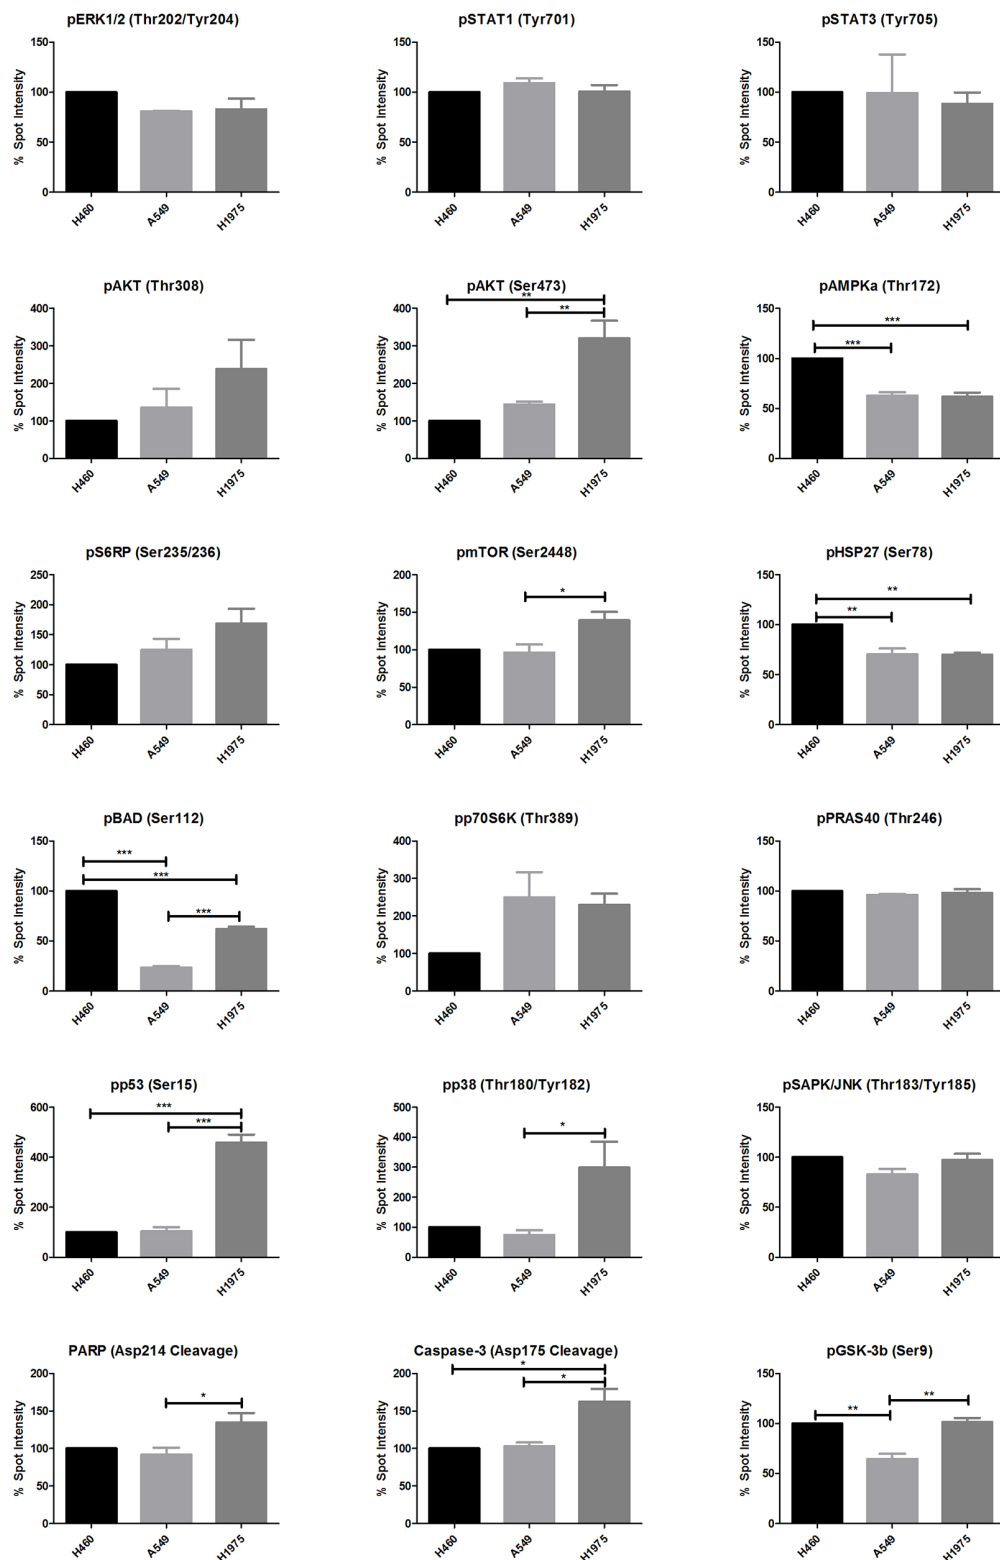 pERK1/2 (Thr202/Tyr204)
% Spot Intensity
150
100
50
0
H460
A549
H1975
pSTAT1 (Tyr701)
% Spot Intensity
150
100
50
0
H460
A549
H1975
pSTAT3 (Tyr705)
% Spot Intensity
150
100
50
0
H460
A549
H1975
pAKT (Thr308)
% Spot Intensity
400
300
200
100
0
H460
A549
H1975
pAKT (Ser473)
**
**
% Spot Intensity
400
300
200
100
0
H460
A549
H1975
pAMPKa (Thr172)
***
***
% Spot Intensity
150
100
50
0
H460
A549
H1975
pS6RP (Ser235/236)
% Spot Intensity
250
200
150
100
50
0
H460
A549
H1975
pmTOR (Ser2448)
*
% Spot Intensity
200
150
100
50
0
H460
A549
H1975
pHSP27 (Ser78)
**
**
% Spot Intensity
150
100
50
0
H460
A549
H1975
pBAD (Ser112)
***
***
***
% Spot Intensity
150
100
50
0
H460
A549
H1975
pp70S6K (Thr389)
% Spot Intensity
400
300
200
100
0
H460
A549
H1975
pPRAS40 (Thr246)
% Spot Intensity
150
100
50
0
H460
A549
H1975
pp53 (Ser15)
***
***
% Spot Intensity
600
400
200
0
H460
A549
H1975
pp38 (Thr180/Tyr182)
*
% Spot Intensity
500
400
300
200
100
0
H460
A549
H1975
pSAPK/JNK (Thr183/Tyr185)
% Spot Intensity
150
100
50
0
H460
A549
H1975
PARP (Asp214 Cleavage)
*
% Spot Intensity
200
150
100
50
0
H460
A549
H1975
Caspase-3 (Asp175 Cleavage)
*
*
% Spot Intensity
200
150
100
50
0
H460
A549
H1975
pGSK-3b (Ser9)
**
**
% Spot Intensity
150
100
50
0
H460
A549
H1975